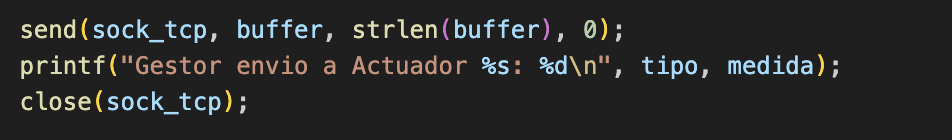 send(sock_tcp, buffer, strlen(buffer), 0);
printf("Gestor envio a Actuador %s: %d\n", tipo, medida);
close(sock_tcp);